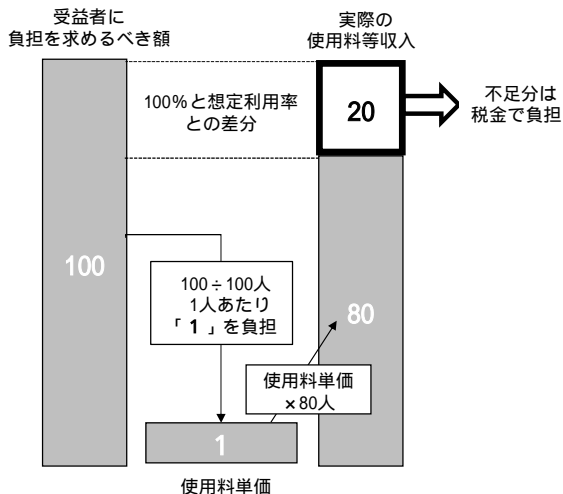 受益者に
負担を求めるべき額
実際の
使用料等収入
100%と想定利用率
との差分
20
不足分は
税金で負担
100
100÷100人
1人あたり
「1」を負担
80
使用料単価
×80人
1
使用料単価